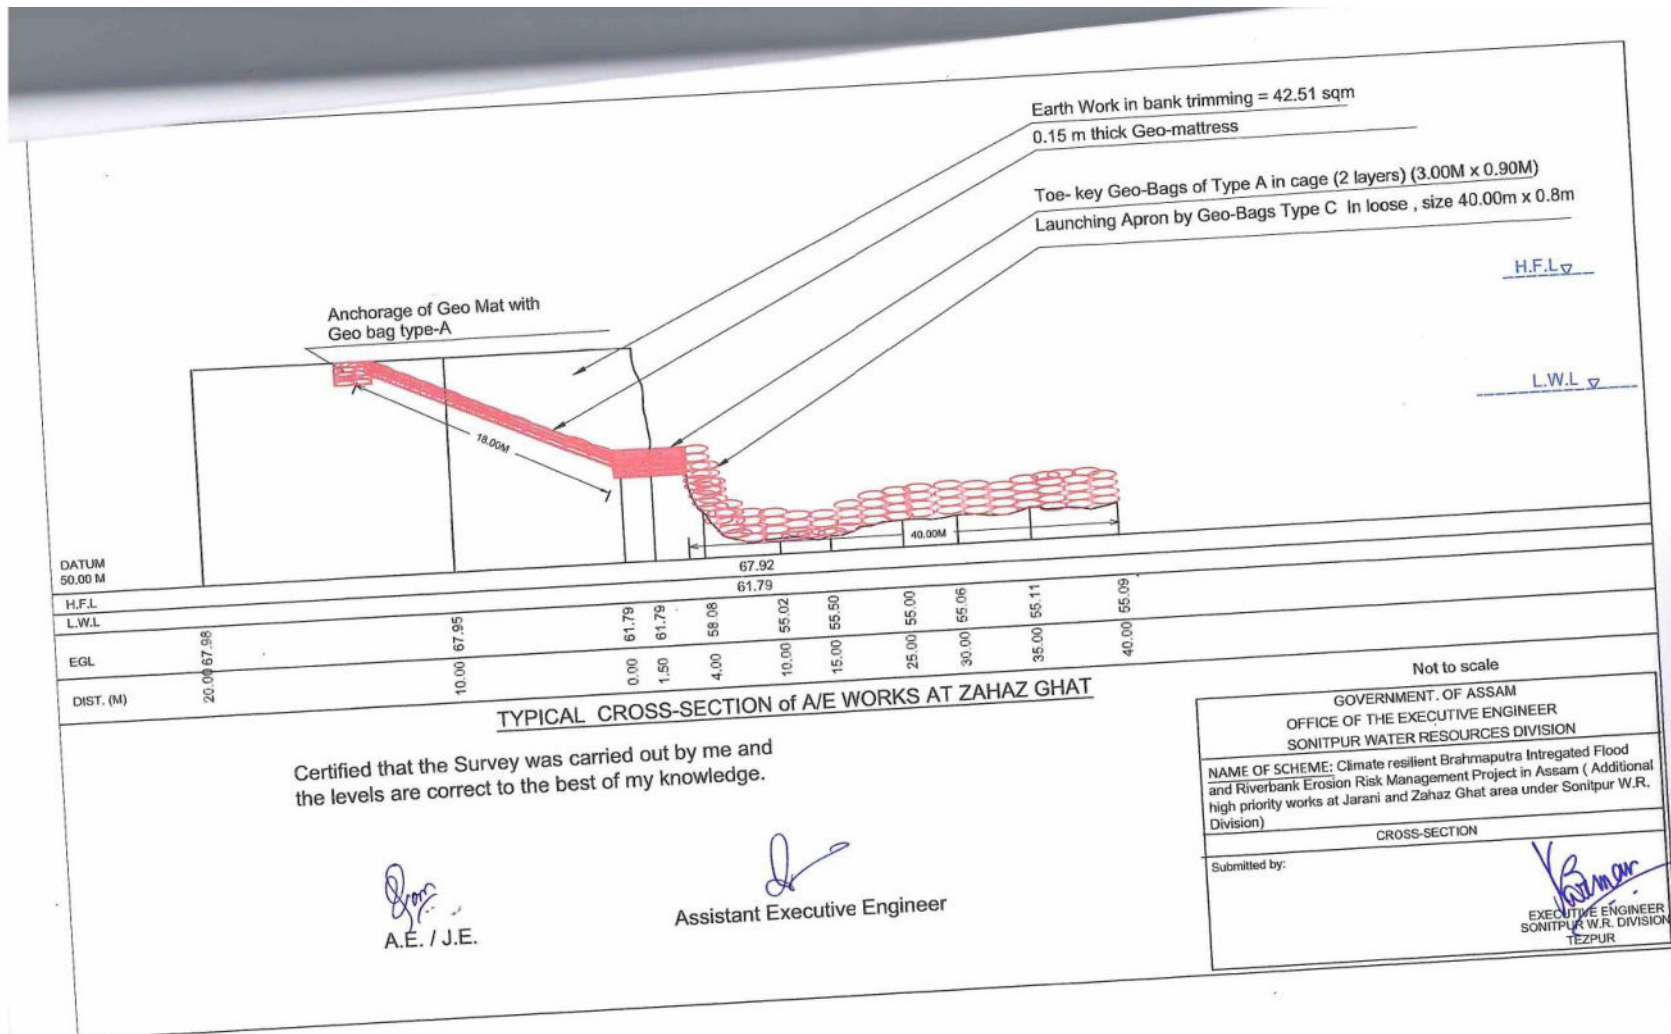 Earth Work in bank trimming = 42.51 sqm
0.15 m thick Geo-mattress
Toe- key Geo-Bags of Type A in cage (2 layers) (3.00M x 0.90M)
Launching Apron by Geo-Bags Type C In loose , size 40.00m x 0.8m
H.F.L
L.W.L
Anchorage of Geo Mat with
Geo bag type-A
18.00M
40.00M
DATUM
50.00 M
H.F.L 67.92
L.W.L 61.79
EGL 67.98 67.95 61.79 61.79 58.08 55.02 55.50 55.00 55.06 55.11 55.09
DIST. (M) 20.00 10.00 0.00 1.50 4.00 10.00 15.00 25.00 30.00 35.00 40.00
TYPICAL CROSS-SECTION of A/E WORKS AT ZAHAZ GHAT
Certified that the Survey was carried out by me and
the levels are correct to the best of my knowledge.
A.E. / J.E.
Assistant Executive Engineer
Not to scale
GOVERNMENT. OF ASSAM
OFFICE OF THE EXECUTIVE ENGINEER
SONITPUR WATER RESOURCES DIVISION
NAME OF SCHEME: Climate resilient Brahmaputra Intregated Flood
and Riverbank Erosion Risk Management Project in Assam ( Additional
high priority works at Jarani and Zahaz Ghat area under Sonitpur W.R.
Division)
CROSS-SECTION
Submitted by:
EXECUTIVE ENGINEER
SONITPUR W.R. DIVISION
TEZPUR